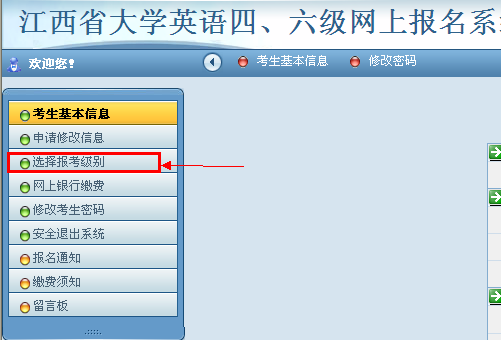 江西省大学英语四、六级网上报名系
欢迎您! 考生基本信息 修改密码
考生基本信息
申请修改信息
选择报考级别
网上银行缴费
修改考生密码
安全退出系统
报名通知
缴费须知
留言板